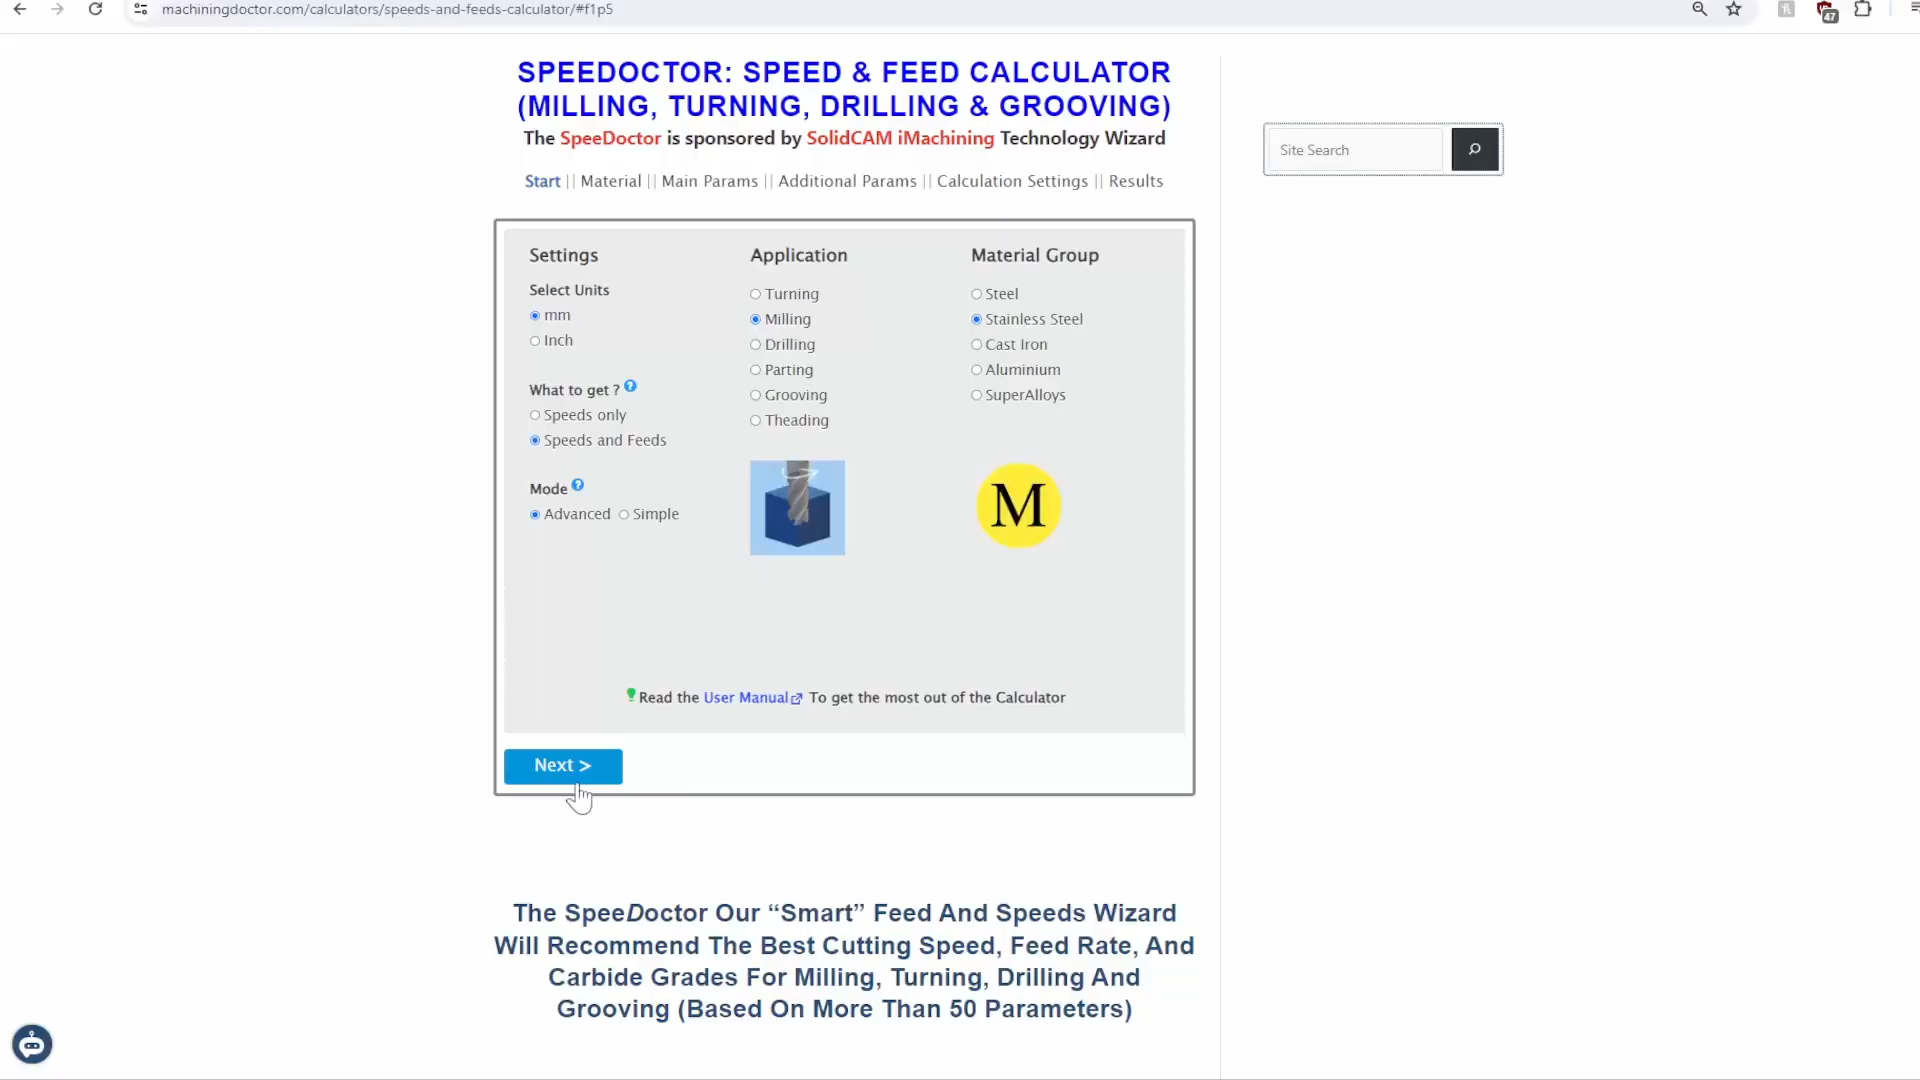 machiningdoctor.com/calculators/speeds-and-feeds-calculator/#f1p5
47
SPEEDOCTOR: SPEED & FEED CALCULATOR
(MILLING, TURNING, DRILLING & GROOVING)
The SpeeDoctor is sponsored by SolidCAM iMachining Technology Wizard
Start || Material || Main Params || Additional Params || Calculation Settings || Results
Site Search
Settings
Select Units
mm
Inch
What to get ? ?
Speeds only
Speeds and Feeds
Mode ?
Advanced Simple
Application
Turning
Milling
Drilling
Parting
Grooving
Theading
Material Group
Steel
Stainless Steel
Cast Iron
Aluminium
SuperAlloys
M
Read the User Manual To get the most out of the Calculator
Next >
The SpeeDoctor Our “Smart” Feed And Speeds Wizard
Will Recommend The Best Cutting Speed, Feed Rate, And
Carbide Grades For Milling, Turning, Drilling And
Grooving (Based On More Than 50 Parameters)